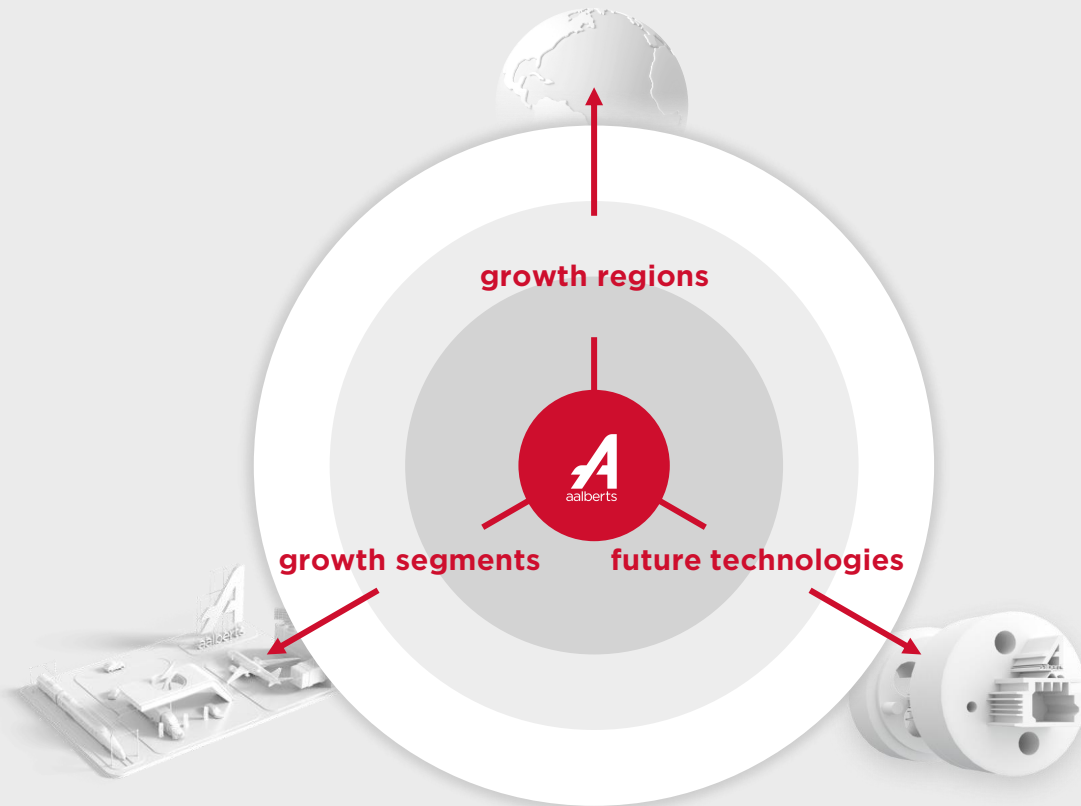 growth regions
aalberts
growth segments
future technologies
aalberts